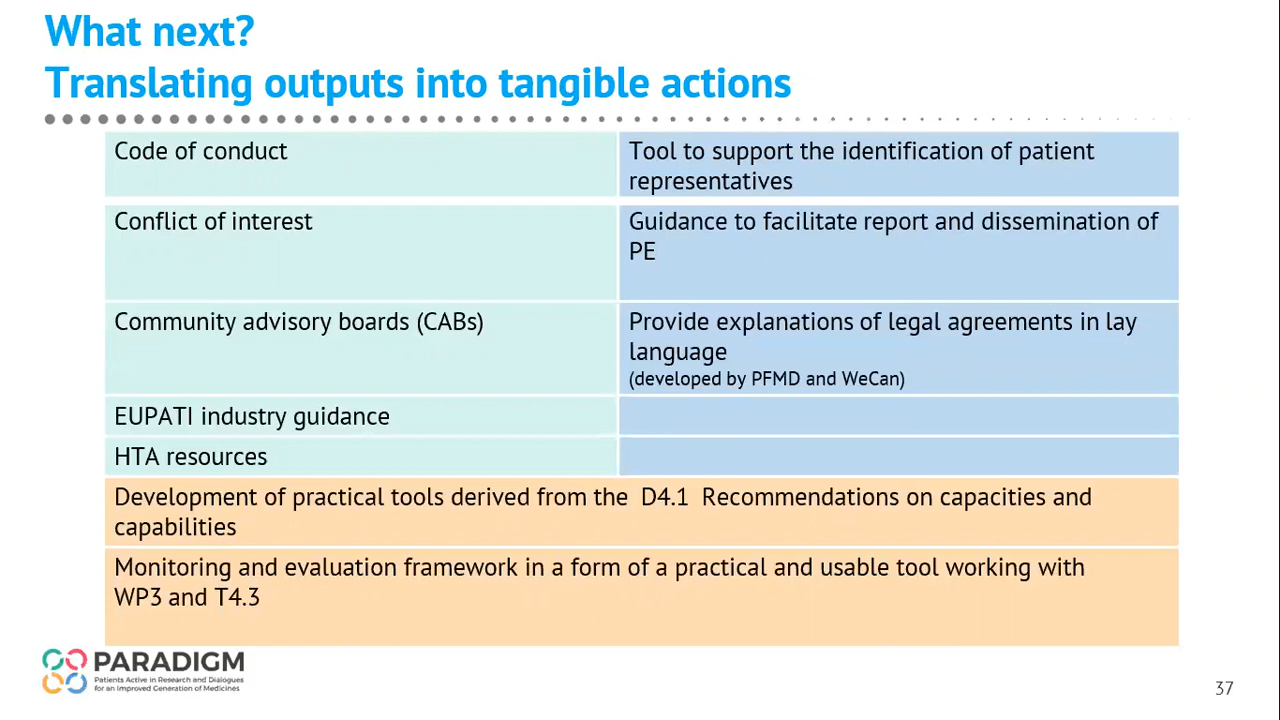 What next?
Translating outputs into tangible actions
Code of conduct
Tool to support the identification of patient
representatives
Conflict of interest
Guidance to facilitate report and dissemination of
PE
Community advisory boards (CABs)
Provide explanations of legal agreements in lay
language
(developed by PFMD and WeCan)
EUPATI industry guidance
HTA resources
Development of practical tools derived from the D4.1 Recommendations on capacities and
capabilities
Monitoring and evaluation framework in a form of a practical and usable tool working with
WP3 and T4.3
PARADIGM
Patients Active in Research and Dialogues
for an Improved Generation of Medicines
37